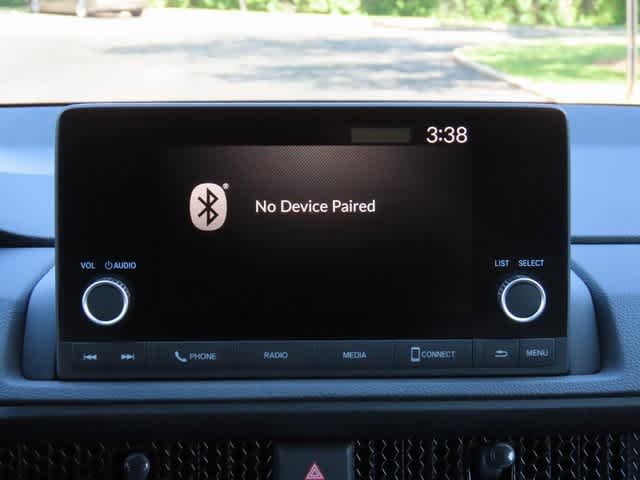 3:38
No Device Paired
VOL AUDIO
LIST SELECT
PHONE RADIO MEDIA CONNECT MENU